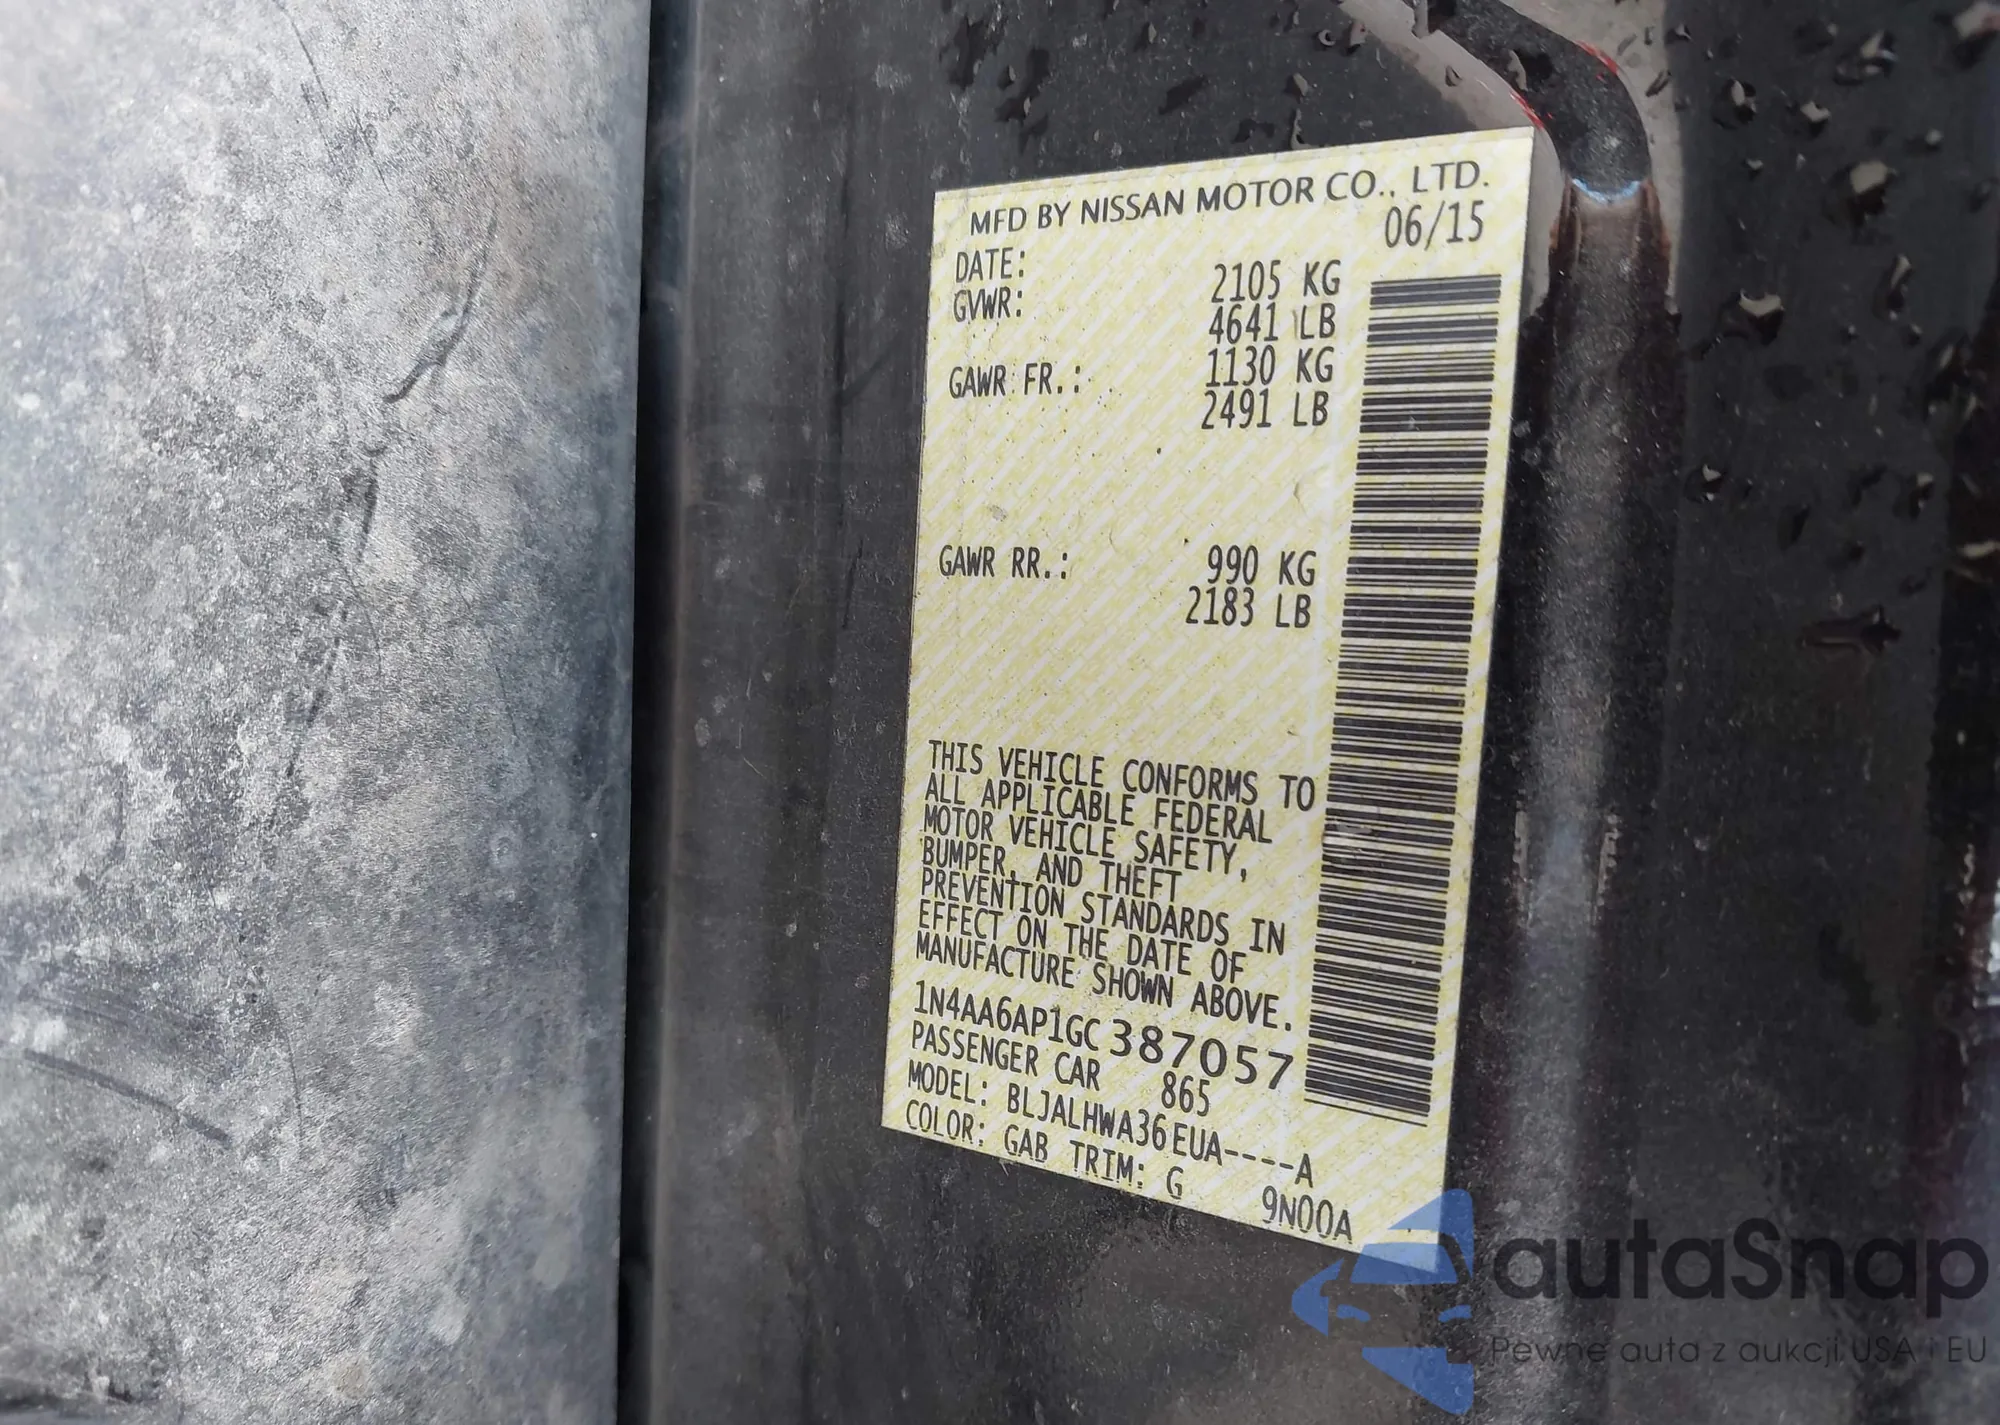 MFD BY NISSAN MOTOR CO., LTD.
DATE: 06/15
GVWR: 2105 KG
4641 LB
GAWR FR.: 1130 KG
2491 LB
GAWR RR.: 990 KG
2183 LB
THIS VEHICLE CONFORMS TO
ALL APPLICABLE FEDERAL
MOTOR VEHICLE SAFETY,
BUMPER, AND THEFT
PREVENTION STANDARDS IN
EFFECT ON THE DATE OF
MANUFACTURE SHOWN ABOVE.
1N4AA6AP1GC387057
PASSENGER CAR 865
MODEL: BLJALHWA36EUA----A
COLOR: GAB TRIM: G 9N00A
autaSnap
Pewne auta z aukcji USA i EU